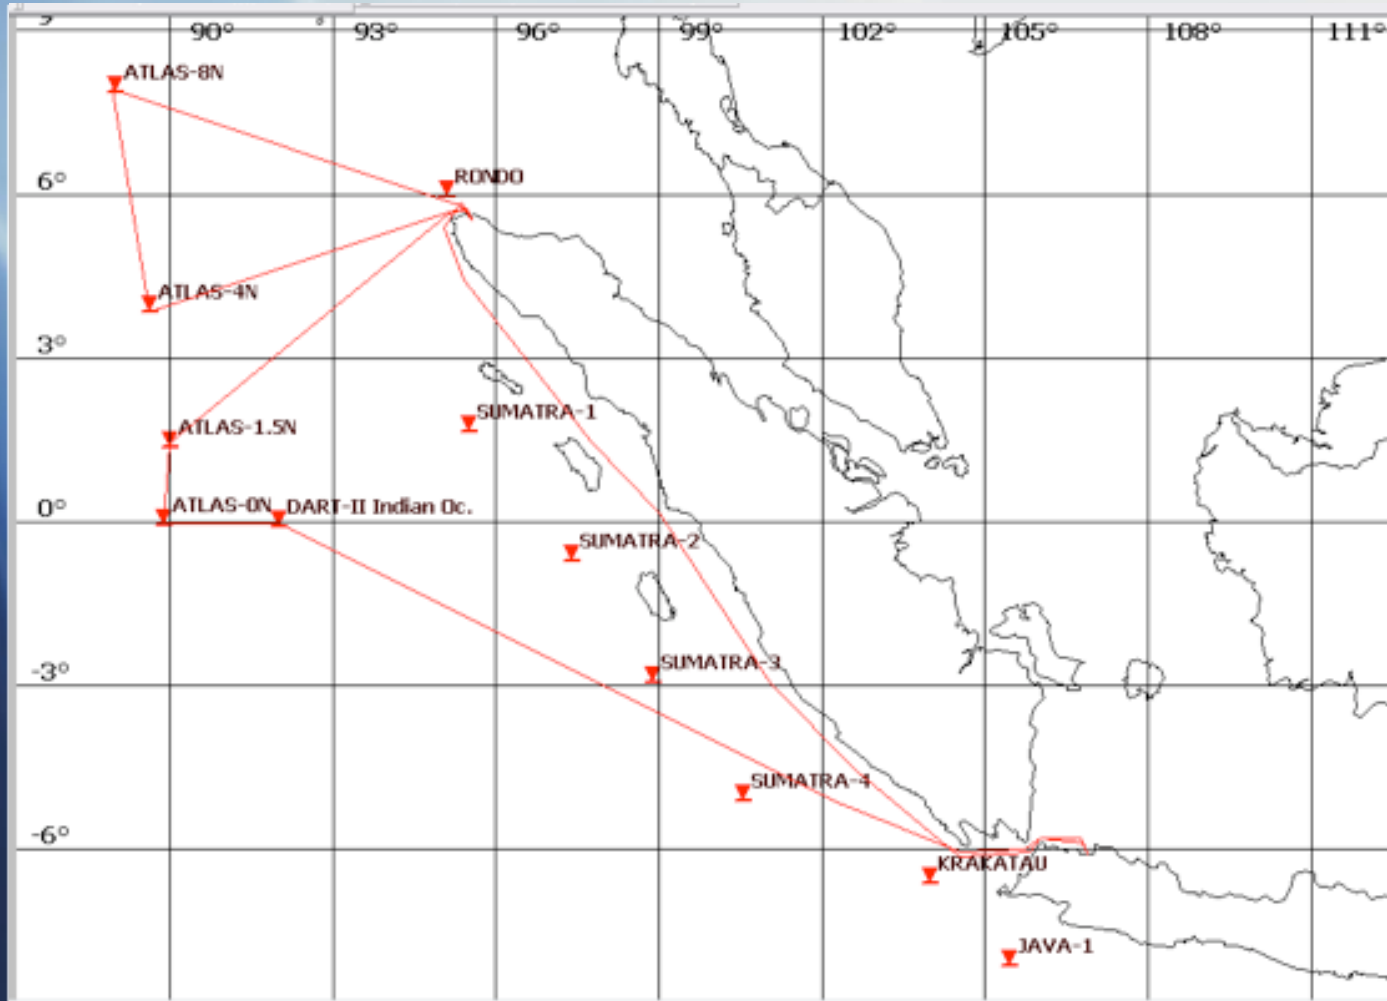 90° 93° 96° 99° 102° 105° 108° 111°
ATLAS-8N
RONDO
6°
ATLAS-4N
3°
SUMATRA-1
ATLAS-1.5N
0°
ATLAS-0N
DART-II Indian Oc.
SUMATRA-2
-3°
SUMATRA-3
SUMATRA-4
-6°
KRAKATAU
JAVA-1